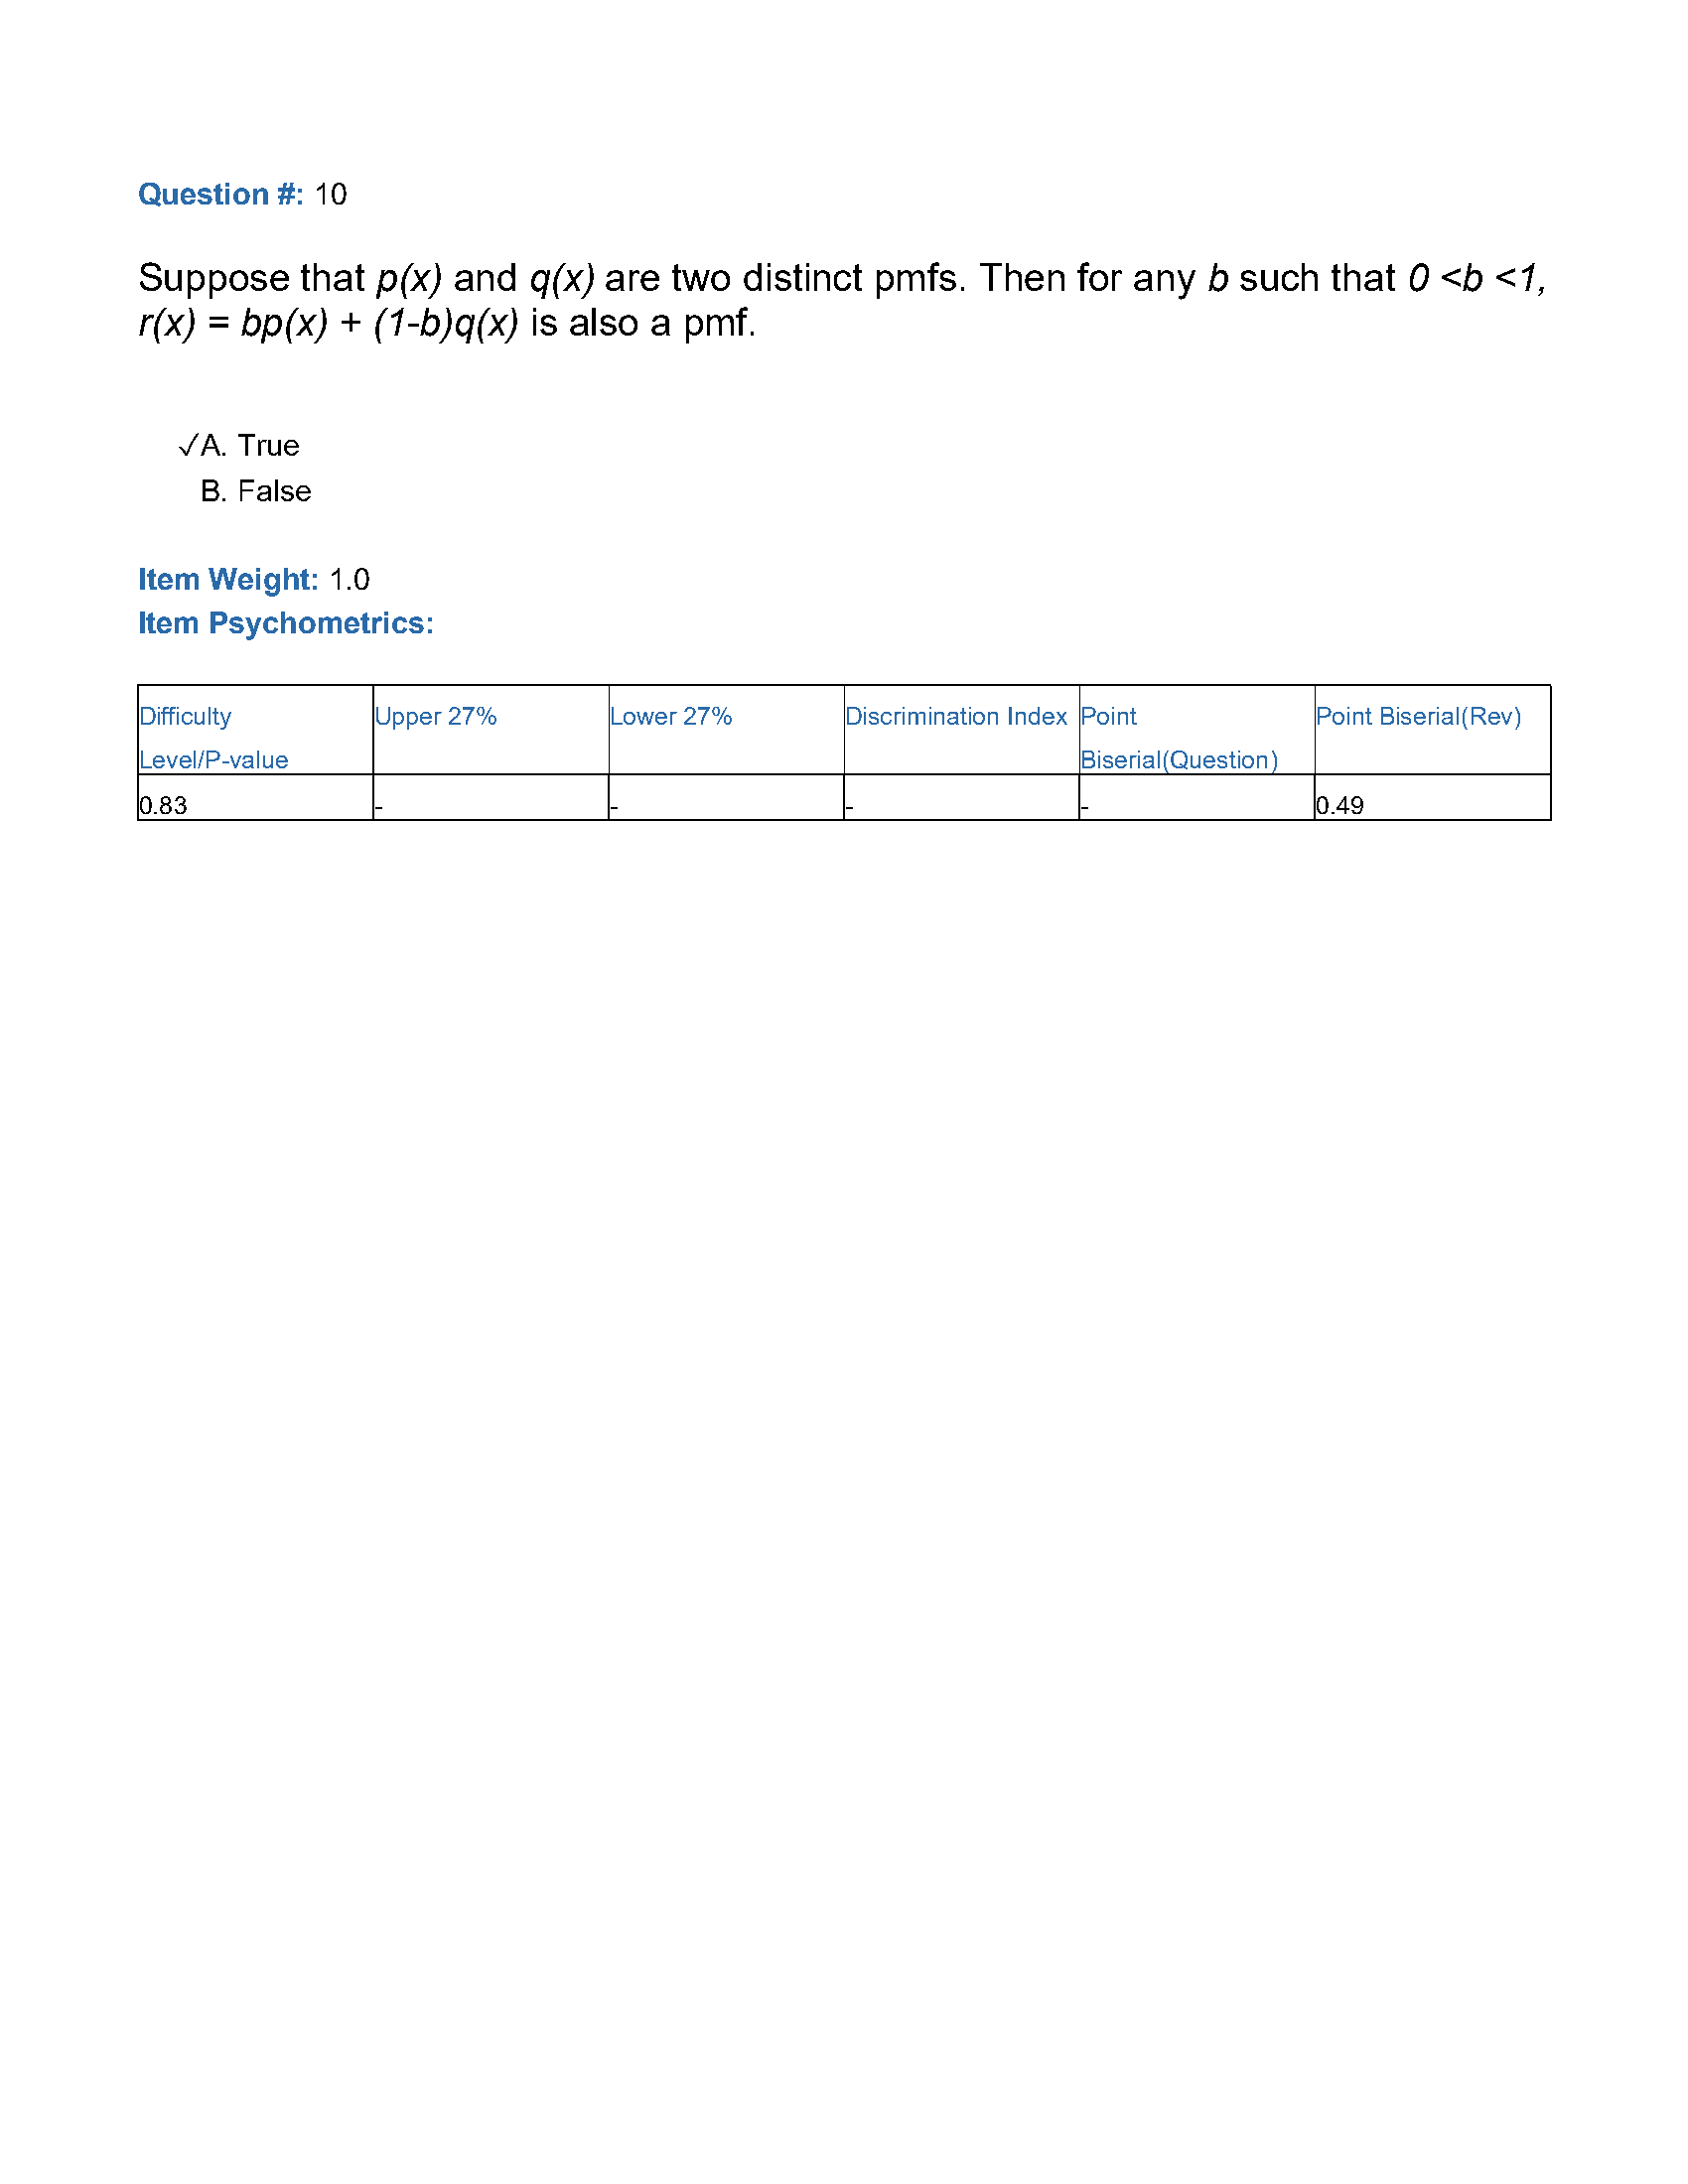 Question #: 10
Suppose that p(x) and q(x) are two distinct pmfs. Then for any b such that 0 <b <1,
r(x) = bp(x) + (1-b)q(x) is also a pmf.
✓A. True
B. False
Item Weight: 1.0
Item Psychometrics:
Difficulty Level/P-value Upper 27% Lower 27% Discrimination Index Point Biserial(Question) Point Biserial(Rev)
0.83 - - - - 0.49